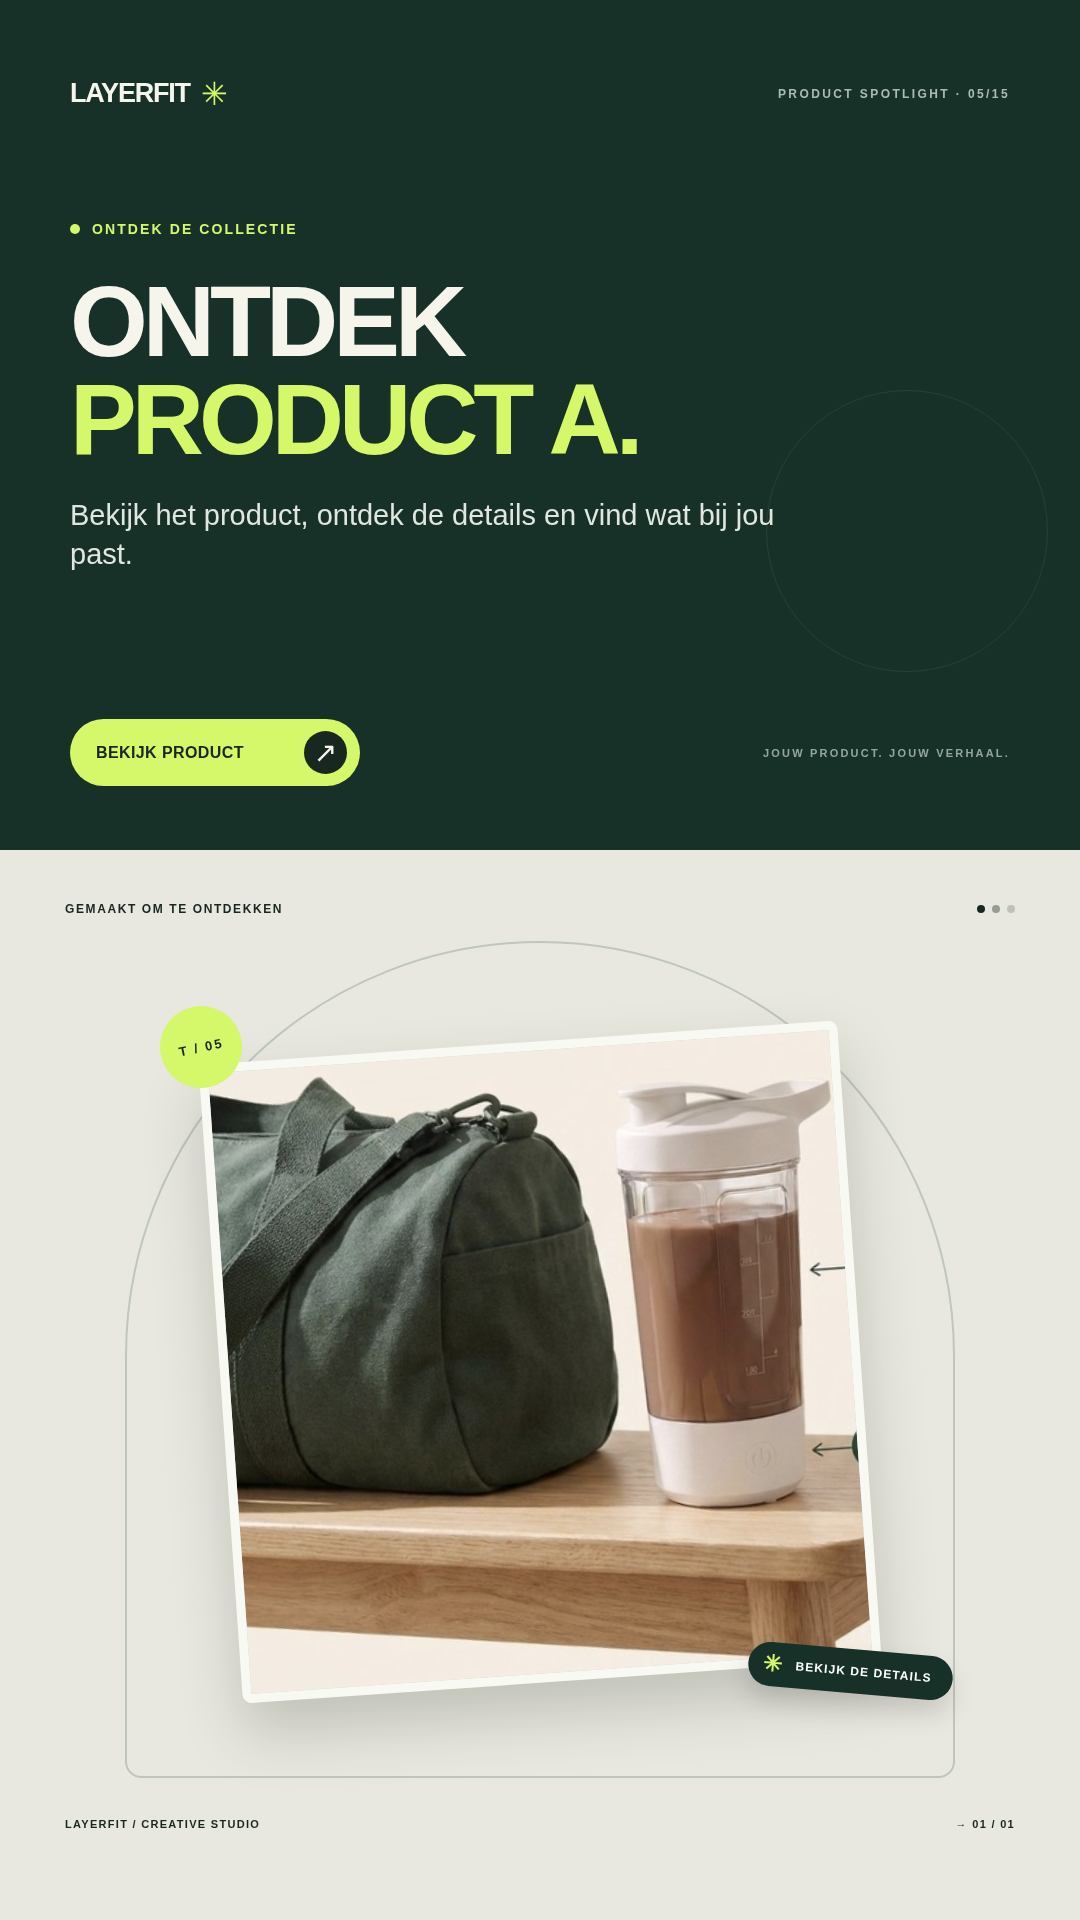 LAYERFIT
PRODUCT SPOTLIGHT · 05/15
ONTDEK DE COLLECTIE
ONTDEK
PRODUCT A.
Bekijk het product, ontdek de details en vind wat bij jou
past.
BEKIJK PRODUCT ↗
JOUW PRODUCT. JOUW VERHAAL.
GEMAAKT OM TE ONTDEKKEN
T / 05
BEKIJK DE DETAILS
LAYERFIT / CREATIVE STUDIO
→ 01 / 01